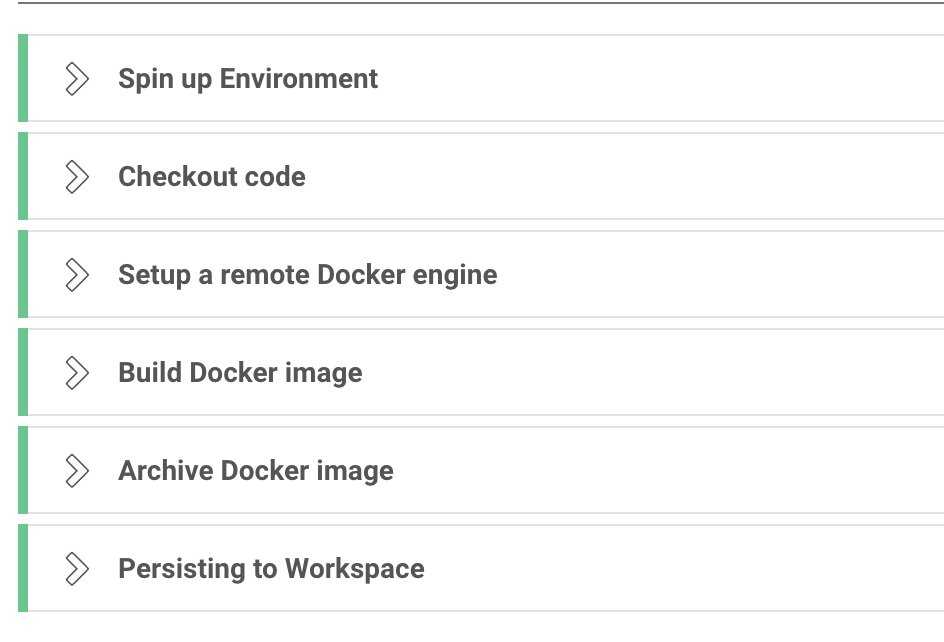 Spin up Environment
Checkout code
Setup a remote Docker engine
Build Docker image
Archive Docker image
Persisting to Workspace